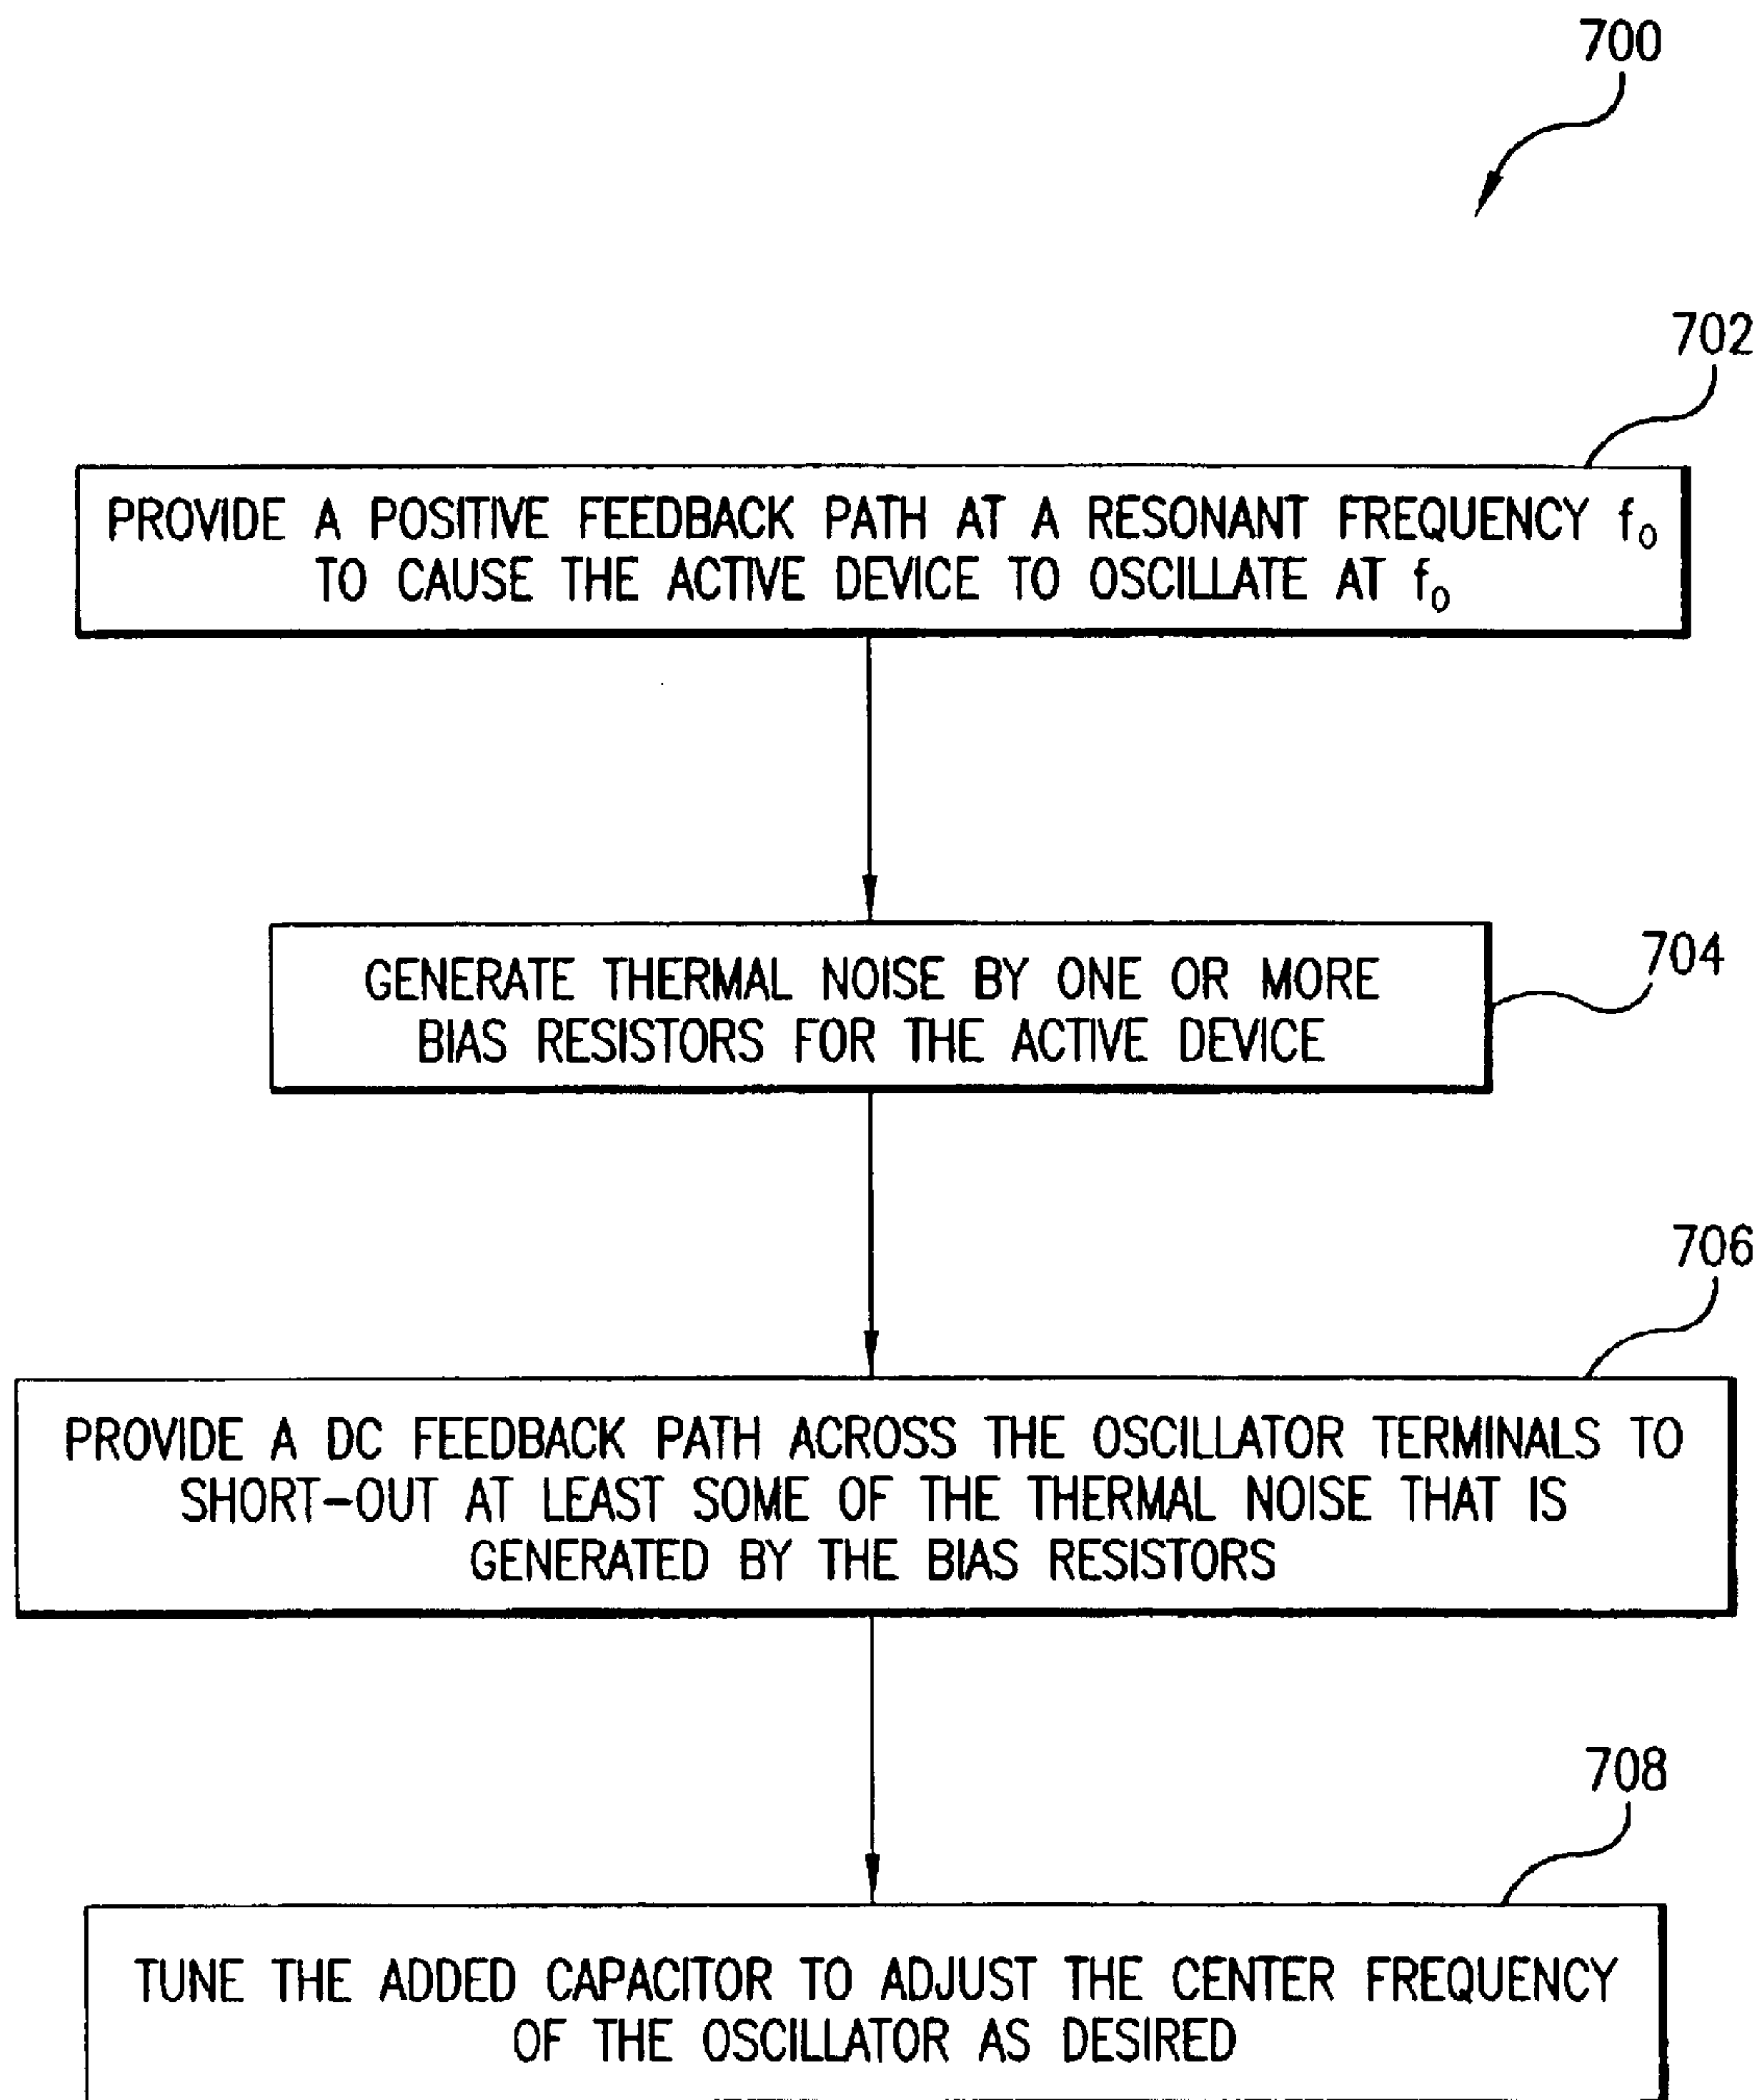 700
702
PROVIDE A POSITIVE FEEDBACK PATH AT A RESONANT FREQUENCY f₀
TO CAUSE THE ACTIVE DEVICE TO OSCILLATE AT f₀
704
GENERATE THERMAL NOISE BY ONE OR MORE
BIAS RESISTORS FOR THE ACTIVE DEVICE
706
PROVIDE A DC FEEDBACK PATH ACROSS THE OSCILLATOR TERMINALS TO
SHORT-OUT AT LEAST SOME OF THE THERMAL NOISE THAT IS
GENERATED BY THE BIAS RESISTORS
708
TUNE THE ADDED CAPACITOR TO ADJUST THE CENTER FREQUENCY
OF THE OSCILLATOR AS DESIRED